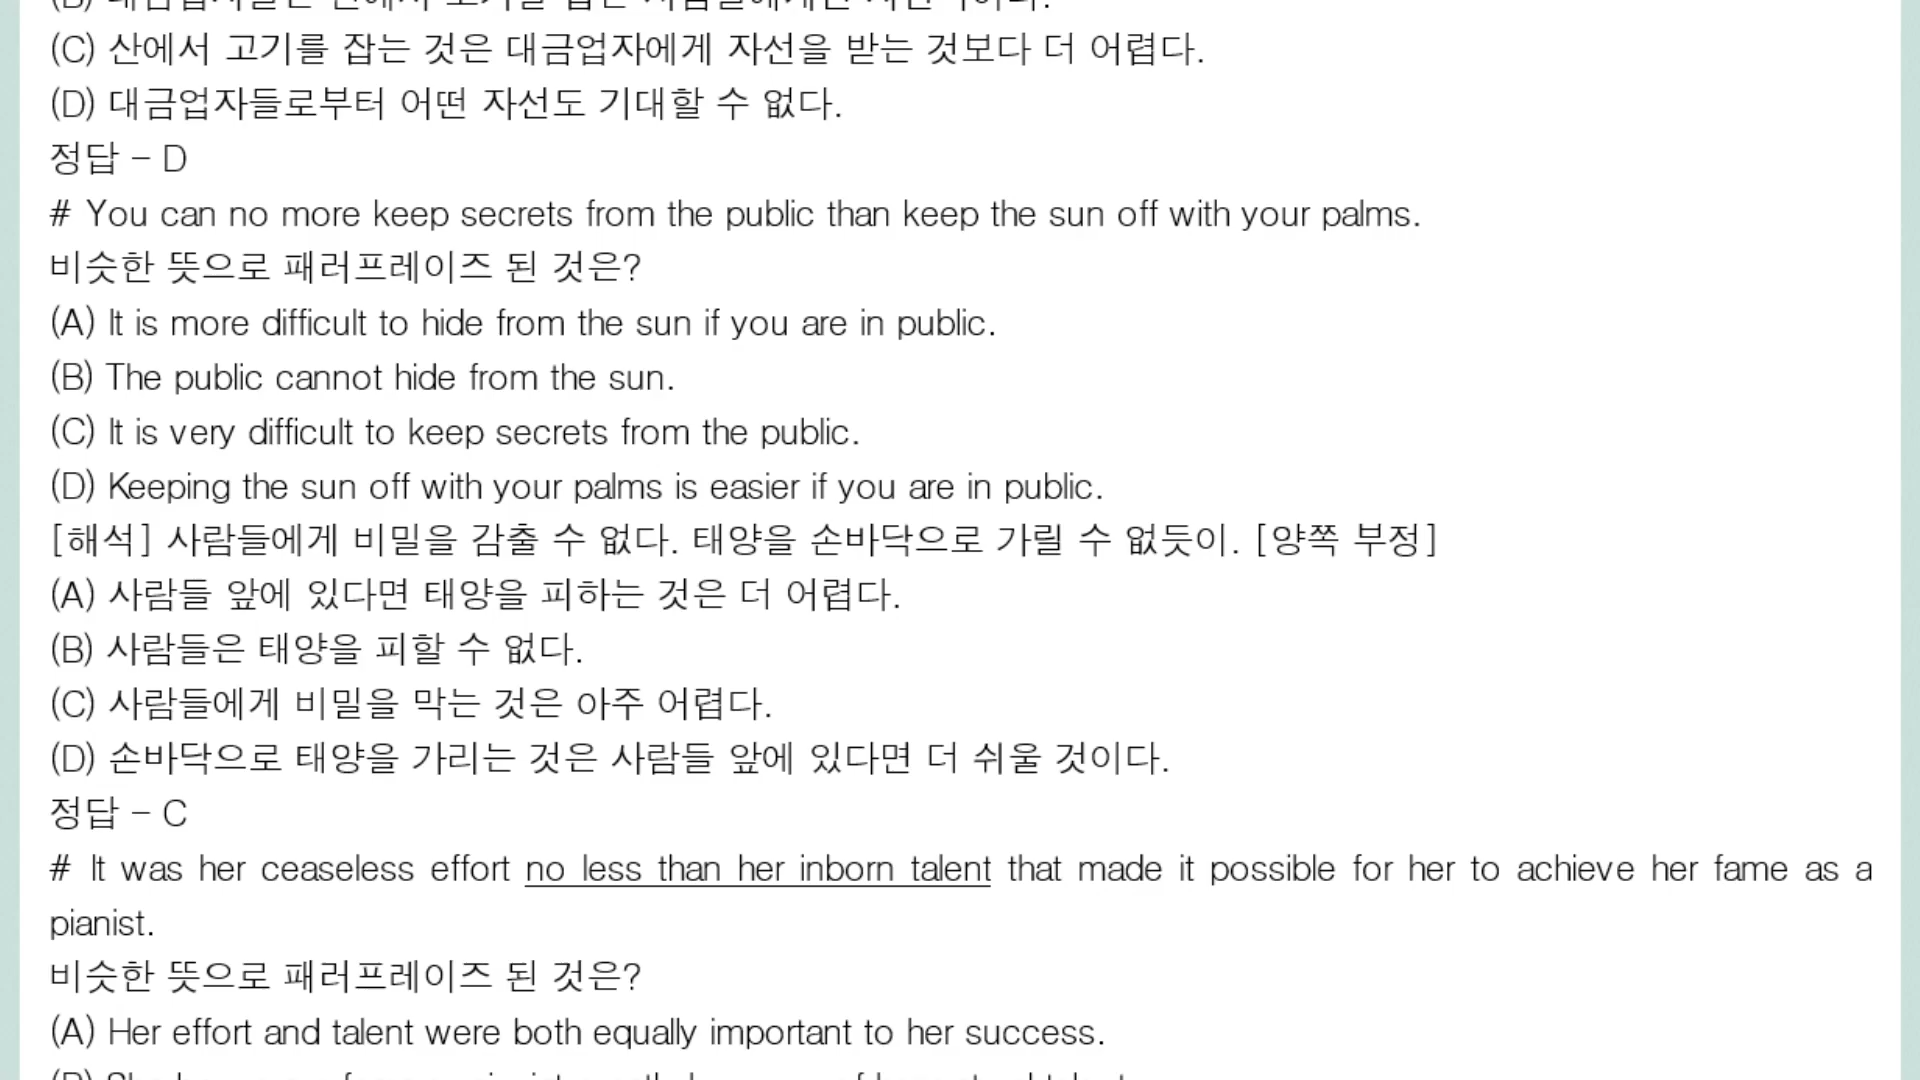 (C) 산에서 고기를 잡는 것은 대금업자에게 자선을 받는 것보다 더 어렵다.
(D) 대금업자들로부터 어떤 자선도 기대할 수 없다.
정답 – D
# You can no more keep secrets from the public than keep the sun off with your palms.
비슷한 뜻으로 패러프레이즈 된 것은?
(A) It is more difficult to hide from the sun if you are in public.
(B) The public cannot hide from the sun.
(C) It is very difficult to keep secrets from the public.
(D) Keeping the sun off with your palms is easier if you are in public.
[해석] 사람들에게 비밀을 감출 수 없다. 태양을 손바닥으로 가릴 수 없듯이. [양쪽 부정]
(A) 사람들 앞에 있다면 태양을 피하는 것은 더 어렵다.
(B) 사람들은 태양을 피할 수 없다.
(C) 사람들에게 비밀을 막는 것은 아주 어렵다.
(D) 손바닥으로 태양을 가리는 것은 사람들 앞에 있다면 더 쉬울 것이다.
정답 – C
# It was her ceaseless effort no less than her inborn talent that made it possible for her to achieve her fame as a
pianist.
비슷한 뜻으로 패러프레이즈 된 것은?
(A) Her effort and talent were both equally important to her success.